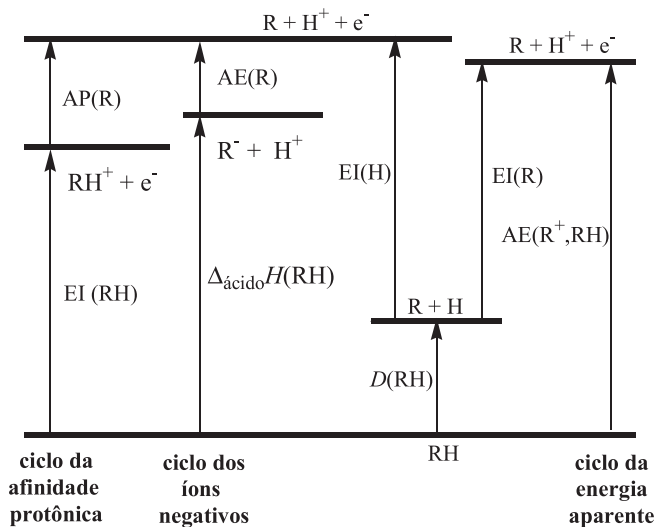 R + H⁺ + e⁻
R + H⁺ + e⁻
AP(R)
AE(R)
R⁻ + H⁺
RH⁺ + e⁻
EI(H)
EI(R)
AE(R⁺,RH)
EI (RH)
ΔácidoH(RH)
R + H
D(RH)
RH
ciclo da
afinidade
protônica
ciclo dos
íons
negativos
ciclo da
energia
aparente